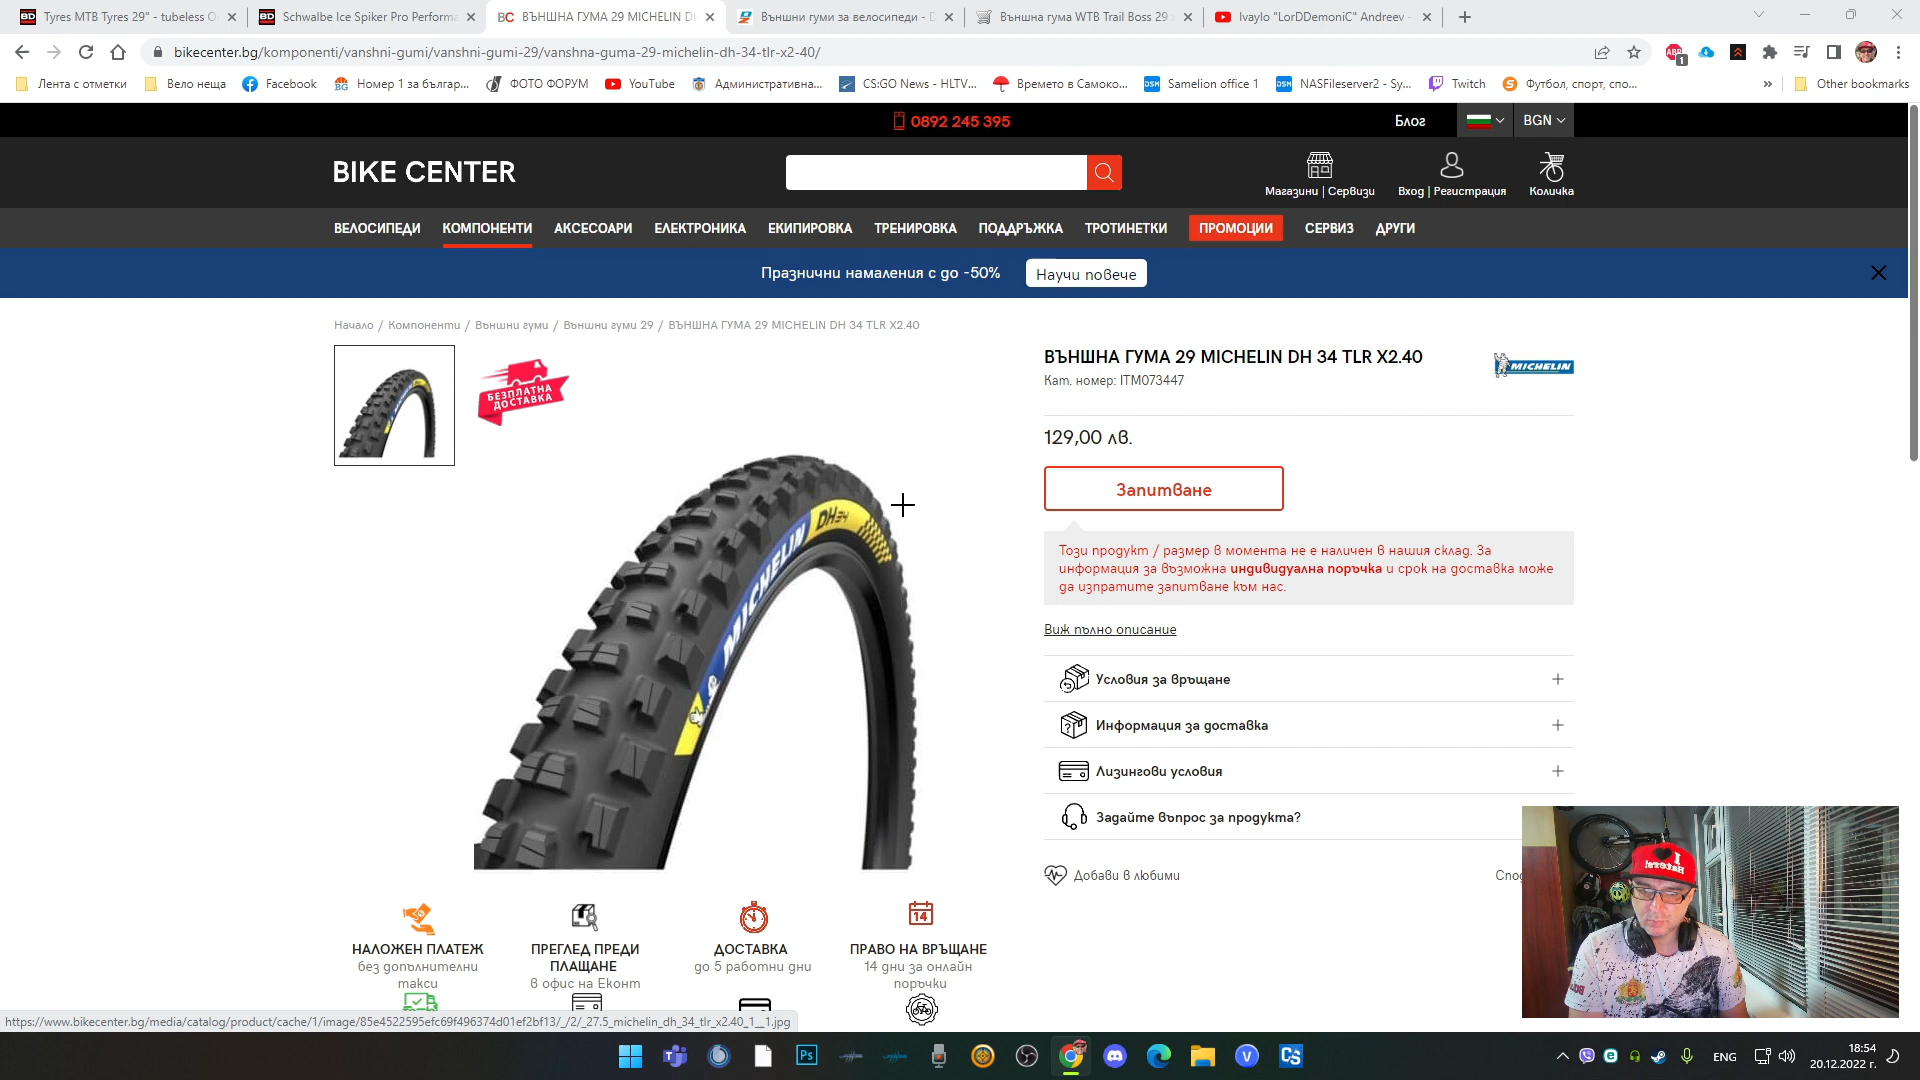 Tyres MTB Tyres 29" - tubeless O
Schwalbe Ice Spiker Pro Performa
BC ВЪНШНА ГУМА 29 MICHELIN DH
Външни гуми за велосипеди - D
Външна гума WTB Trail Boss 29
Ivaylo "LorDDemoniC" Andreev -
bikecenter.bg/komponenti/vanshni-gumi/vanshni-gumi-29/vanshna-guma-29-michelin-dh-34-tlr-x2-40/
Лента с отметки
Вело неща
Facebook
Номер 1 за българ...
ФОТО ФОРУМ
YouTube
Административна...
CS:GO News - HLTV...
Времето в Самоко...
Samelion office 1
NASFileserver2 - Sy...
Twitch
Футбол, спорт, спо...
»
Other bookmarks
0892 245 395
Блог
BGN
BIKE CENTER
Магазини | Сервизи
Вход | Регистрация
Количка
ВЕЛОСИПЕДИ
КОМПОНЕНТИ
АКСЕСОАРИ
ЕЛЕКТРОНИКА
ЕКИПИРОВКА
ТРЕНИРОВКА
ПОДДРЪЖКА
ТРОТИНЕТКИ
ПРОМОЦИИ
СЕРВИЗ
ДРУГИ
Празнични намаления с до -50%
Научи повече
Начало / Компоненти / Външни гуми / Външни гуми 29 / ВЪНШНА ГУМА 29 MICHELIN DH 34 TLR X2.40
БЕЗПЛАТНА
ДОСТАВКА
MICHELIN
DH34
ВЪНШНА ГУМА 29 MICHELIN DH 34 TLR X2.40
MICHELIN
Кат. номер: ITM073447
129,00 лв.
Запитване
Този продукт / размер в момента не е наличен в нашия склад. За
информация за възможна индивидуална поръчка и срок на доставка може
да изпратите запитване към нас.
Виж пълно описание
Условия за връщане
Информация за доставка
Лизингови условия
Задайте въпрос за продукта?
Добави в любими
Спод
НАЛОЖЕН ПЛАТЕЖ
без допълнителни
такси
ПРЕГЛЕД ПРЕДИ
ПЛАЩАНЕ
в офис на Еконт
ДОСТАВКА
до 5 работни дни
14
ПРАВО НА ВРЪЩАНЕ
14 дни за онлайн
поръчки
https://www.bikecenter.bg/media/catalog/product/cache/1/image/85e4522595efc69f496374d01ef2bf13/_/2/_27.5_michelin_dh_34_tlr_x2.40_1__1.jpg
ENG
18:54
20.12.2022 г.